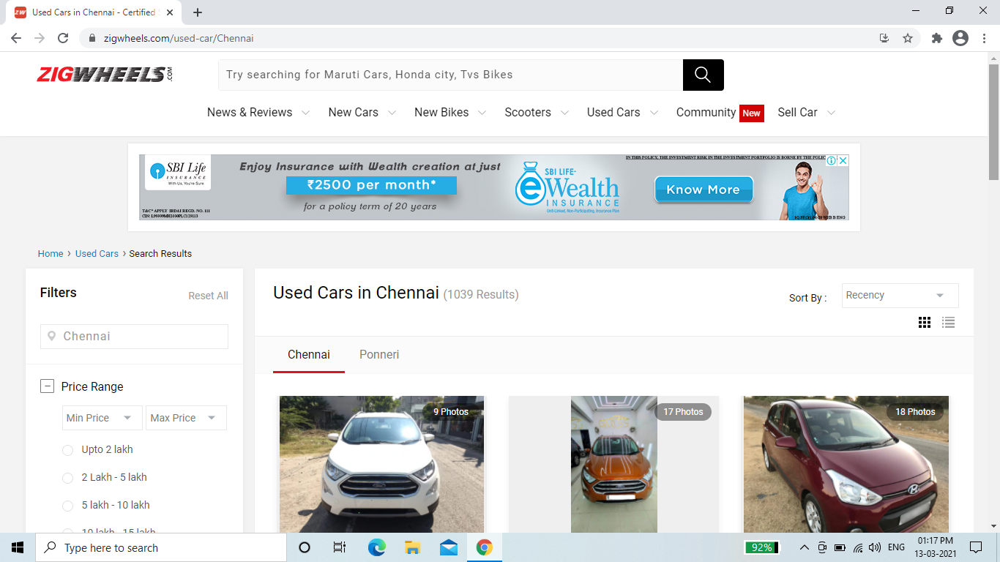 Used Cars in Chennai - Certified
zigwheels.com/used-car/Chennai
ZIGWHEELS.COM
Try searching for Maruti Cars, Honda city, Tvs Bikes
News & Reviews New Cars New Bikes Scooters Used Cars Community New Sell Car
SBI Life
INSURANCE
With Us, You're Sure
T&C* APPLY IRDAI REGD. NO. 111
CIN: L99999MH2000PLC129113
Enjoy Insurance with Wealth creation at just
₹2500 per month*
for a policy term of 20 years
SBI LIFE-
eWealth
INSURANCE
Unit-Linked, Non-Participating, Insurance Plan
Know More
IN THIS POLICY, THE INVESTMENT RISK IN THE INVESTMENT PORTFOLIO IS BORNE BY THE POLIC
Home › Used Cars › Search Results
Filters
Reset All
Chennai
Price Range
Min Price Max Price
Upto 2 lakh
2 Lakh - 5 lakh
5 lakh - 10 lakh
10 lakh - 15 lakh
Used Cars in Chennai (1039 Results)
Sort By : Recency
Chennai Ponneri
9 Photos
17 Photos
18 Photos
Type here to search
92%
ENG
01:17 PM
13-03-2021